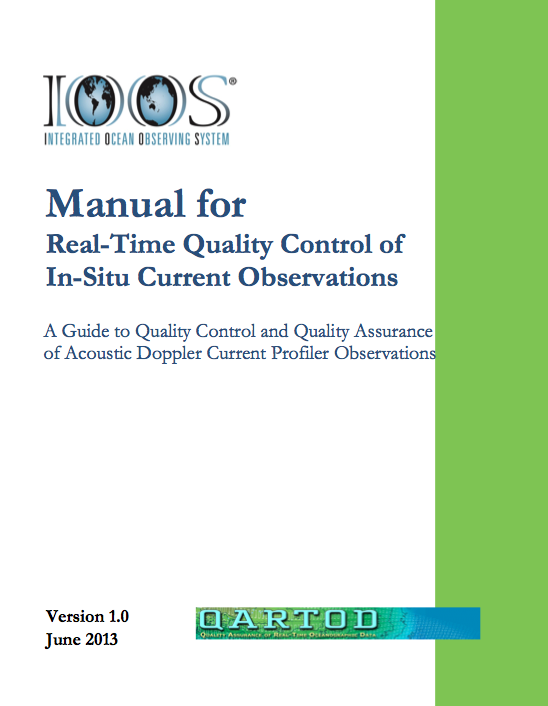 IOOS®
INTEGRATED OCEAN OBSERVING SYSTEM
Manual for
Real-Time Quality Control of
In-Situ Current Observations
A Guide to Quality Control and Quality Assurance
of Acoustic Doppler Current Profiler Observations
Version 1.0
June 2013
QARTOD
QUALITY ASSURANCE OF REAL-TIME OCEANOGRAPHIC DATA